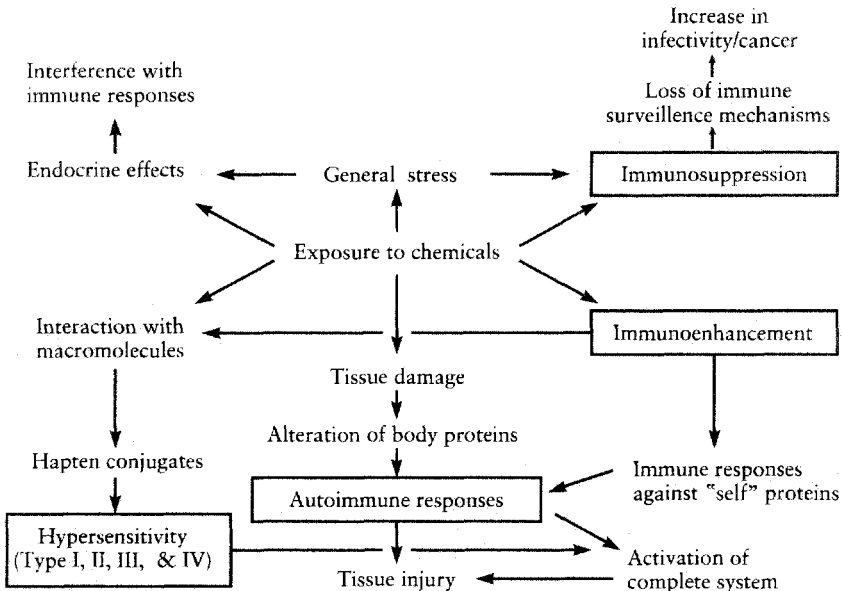 Increase in
infectivity/cancer
Interference with
immune responses
Loss of immune
surveillence mechanisms
Endocrine effects
General stress
Immunosuppression
Exposure to chemicals
Interaction with
macromolecules
Immunoenhancement
Tissue damage
Alteration of body proteins
Hapten conjugates
Immune responses
against "self" proteins
Autoimmune responses
Hypersensitivity
(Type I, II, III, & IV)
Activation of
complete system
Tissue injury